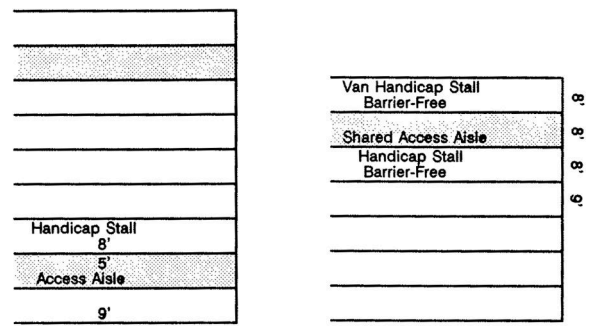 Handicap Stall
8'
5'
Access Aisle
9'
Van Handicap Stall
Barrier-Free
8'
Shared Access Aisle
8'
Handicap Stall
Barrier-Free
8'
9'